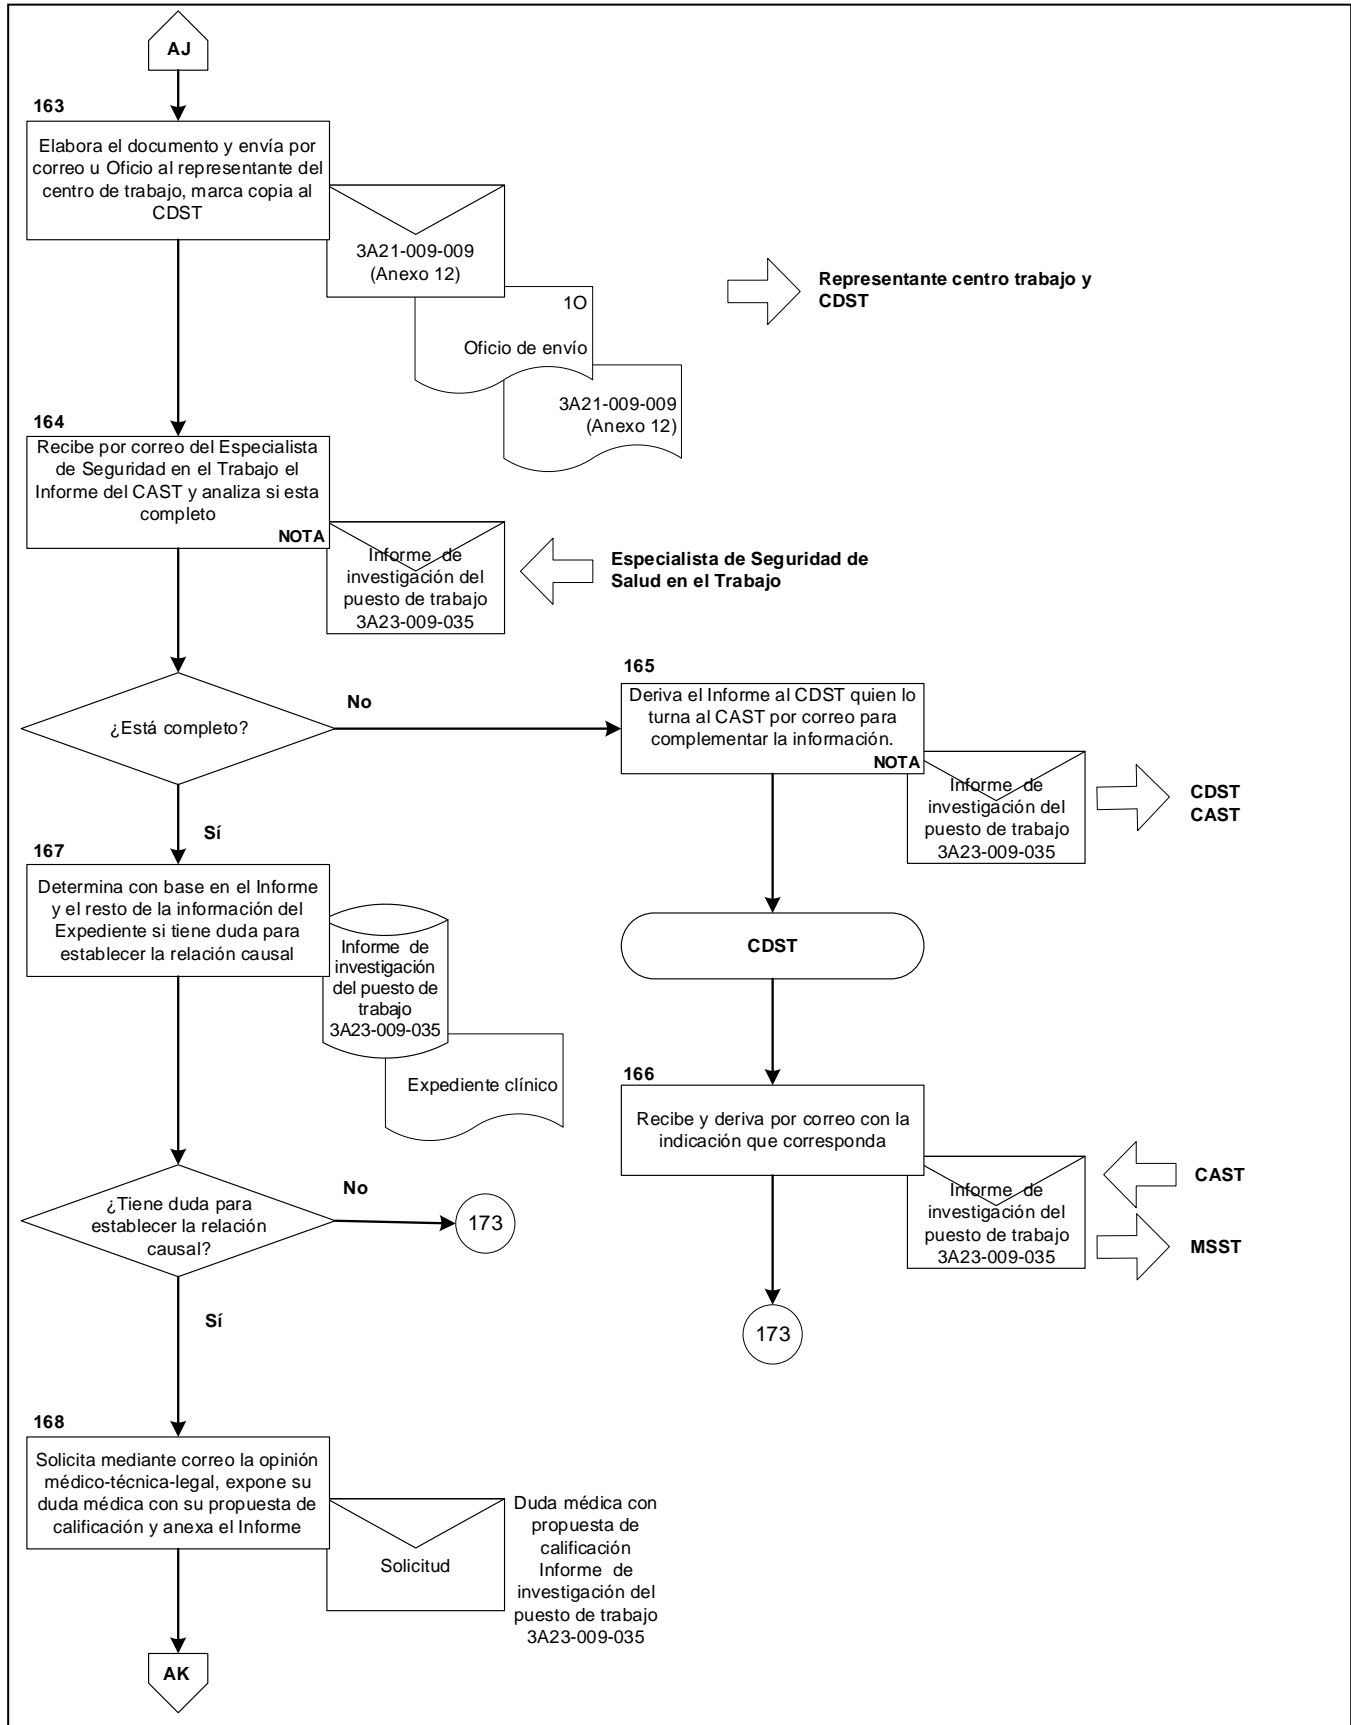 AJ
163
Elabora el documento y envía por
correo u Oficio al representante del
centro de trabajo, marca copia al
CDST
3A21-009-009
(Anexo 12)
1O
Oficio de envío
3A21-009-009
(Anexo 12)
Representante centro trabajo y
CDST
164
Recibe por correo del Especialista
de Seguridad en el Trabajo el
Informe del CAST y analiza si esta
completo
NOTA
Informe de
investigación del
puesto de trabajo
3A23-009-035
Especialista de Seguridad de
Salud en el Trabajo
¿Está completo?
No
Sí
165
Deriva el Informe al CDST quien lo
turna al CAST por correo para
complementar la información.
NOTA
Informe de
investigación del
puesto de trabajo
3A23-009-035
CDST
CAST
167
Determina con base en el Informe
y el resto de la información del
Expediente si tiene duda para
establecer la relación causal
Informe de
investigación
del puesto de
trabajo
3A23-009-035
Expediente clínico
CDST
166
Recibe y deriva por correo con la
indicación que corresponda
Informe de
investigación del
puesto de trabajo
3A23-009-035
CAST
MSST
173
¿Tiene duda para
establecer la relación
causal?
No
173
Sí
168
Solicita mediante correo la opinión
médico-técnica-legal, expone su
duda médica con su propuesta de
calificación y anexa el Informe
Solicitud
Duda médica con
propuesta de
calificación
Informe de
investigación del
puesto de trabajo
3A23-009-035
AK